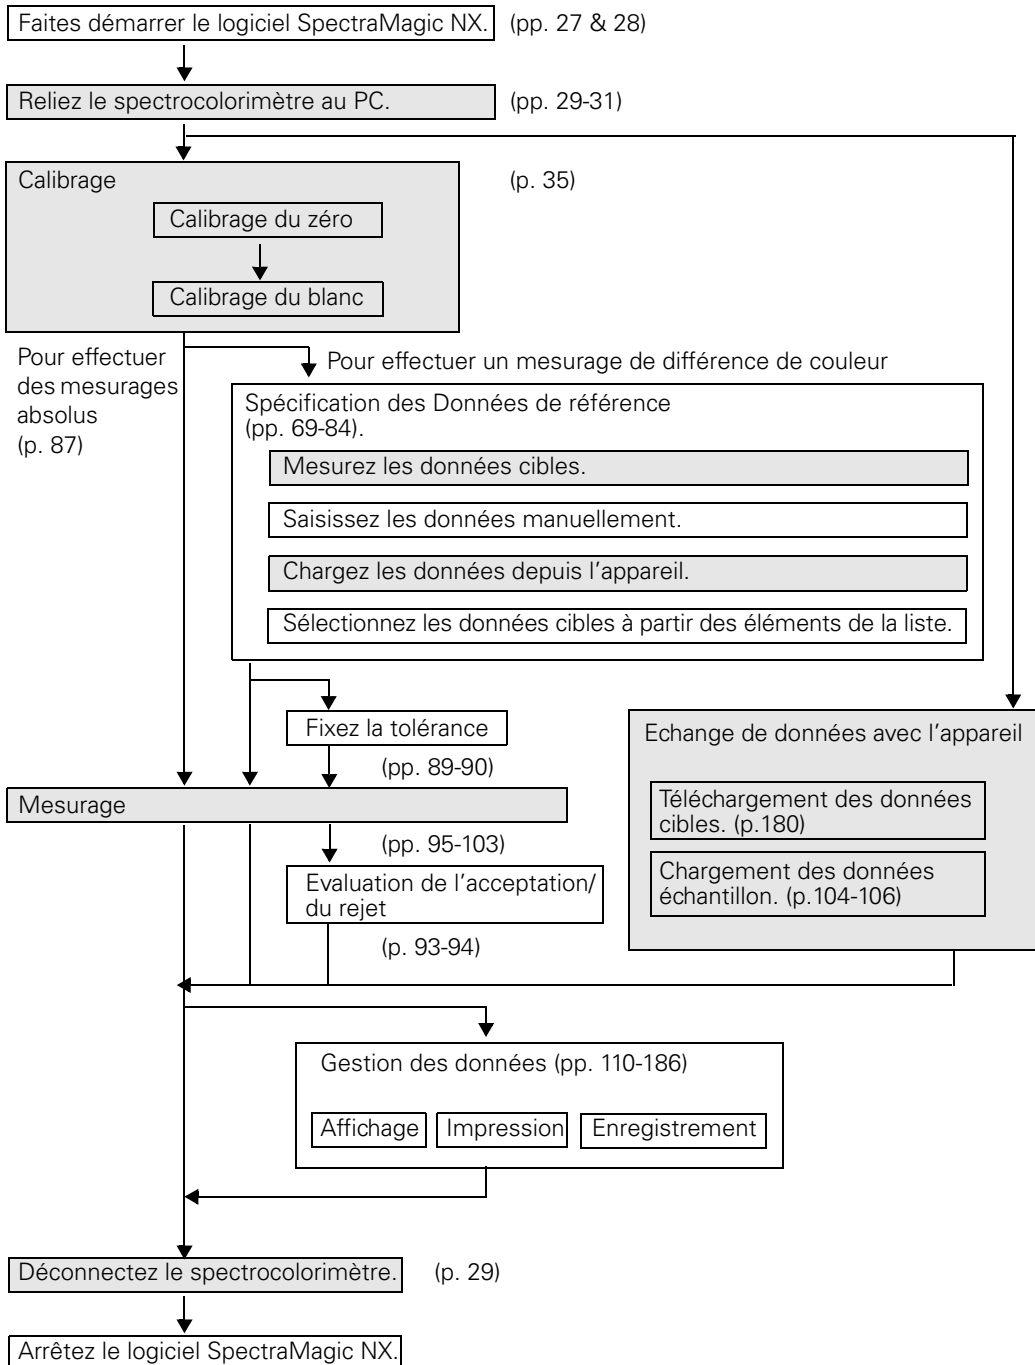 Faites démarrer le logiciel SpectraMagic NX. (pp. 27 & 28)
Reliez le spectrocolorimètre au PC. (pp. 29-31)
Calibrage (p. 35)
Calibrage du zéro
Calibrage du blanc
Pour effectuer
des mesurages
absolus
(p. 87)
Pour effectuer un mesurage de différence de couleur
Spécification des Données de référence
(pp. 69-84).
Mesurez les données cibles.
Saisissez les données manuellement.
Chargez les données depuis l'appareil.
Sélectionnez les données cibles à partir des éléments de la liste.
Fixez la tolérance
(pp. 89-90)
Echange de données avec l'appareil
Téléchargement des données
cibles. (p.180)
Chargement des données
échantillon. (p.104-106)
Mesurage
(pp. 95-103)
Evaluation de l'acceptation/
du rejet
(p. 93-94)
Gestion des données (pp. 110-186)
Affichage Impression Enregistrement
Déconnectez le spectrocolorimètre. (p. 29)
Arrêtez le logiciel SpectraMagic NX.